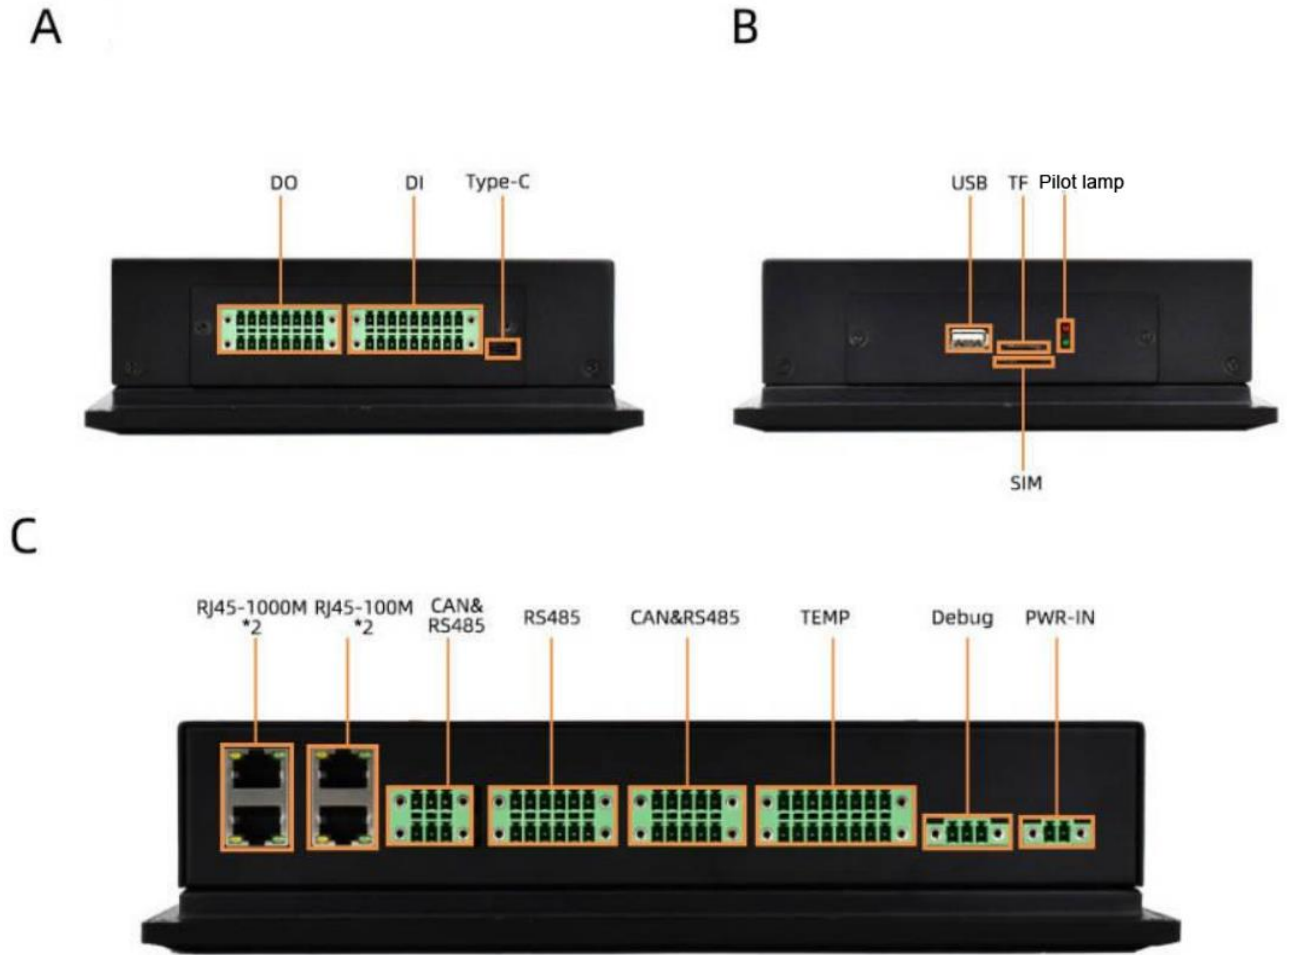 A
B
DO DI Type-C
USB TF Pilot lamp
SIM
C
RJ45-1000M
*2
RJ45-100M
*2
CAN&
RS485
RS485
CAN&RS485
TEMP
Debug
PWR-IN